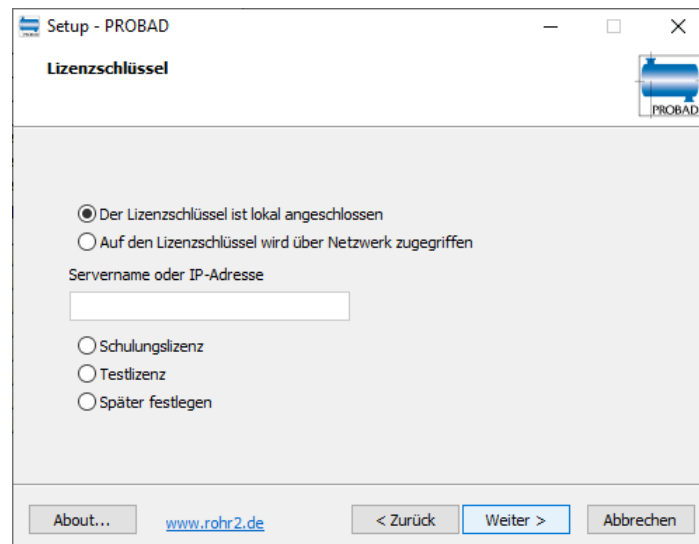 Setup - PROBAD
Lizenzschlüssel
PROBAD
Der Lizenzschlüssel ist lokal angeschlossen
Auf den Lizenzschlüssel wird über Netzwerk zugegriffen
Servername oder IP-Adresse
Schulungslizenz
Testlizenz
Später festlegen
About... www.rohr2.de < Zurück Weiter > Abbrechen